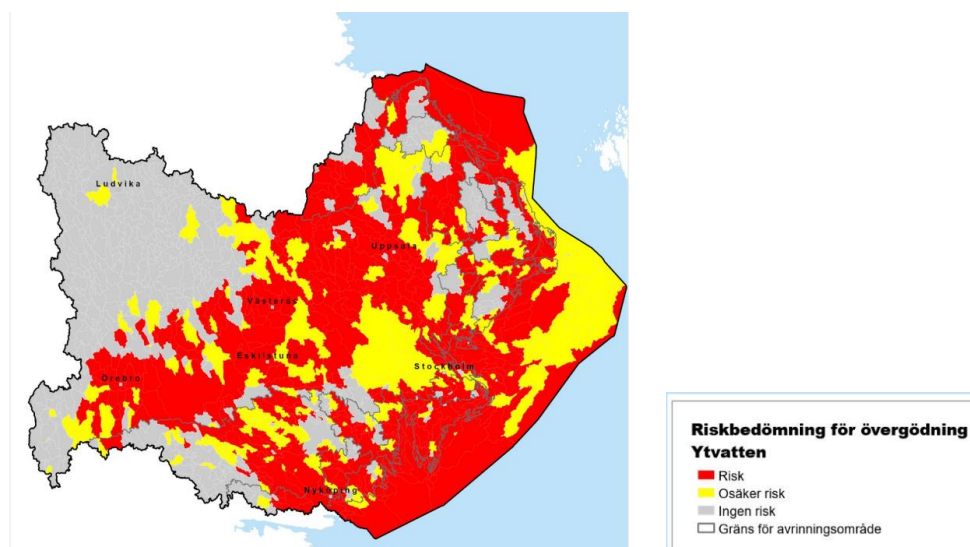 Ludvika
Uppsala
Västerås
Eskilstuna
Stockholm
Örebro
Nyköping
Riskbedömning för övergödning
Ytvatten
Risk
Osäker risk
Ingen risk
Gräns för avrinningsområde